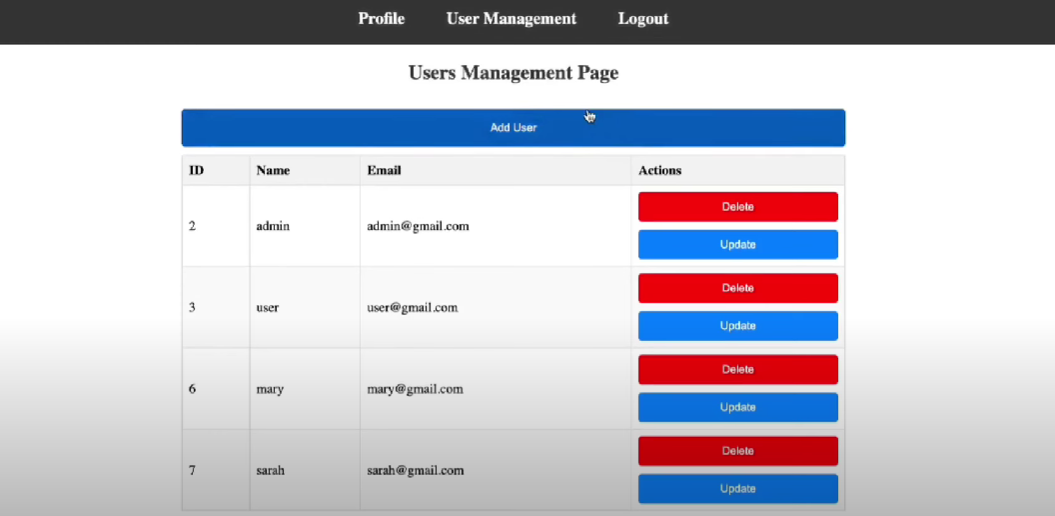 Profile User Management Logout
Users Management Page
Add User
ID Name Email Actions
Delete
2 admin admin@gmail.com
Update
Delete
3 user user@gmail.com
Update
Delete
6 mary mary@gmail.com
Update
Delete
7 sarah sarah@gmail.com
Update